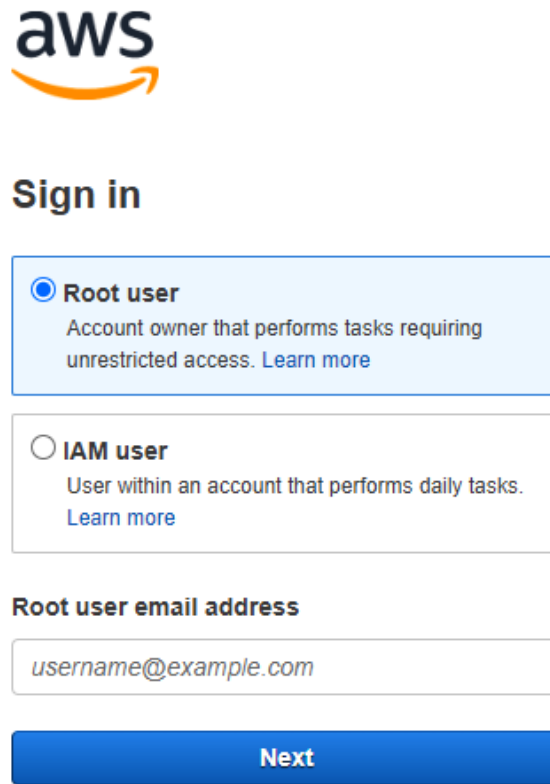 aws
Sign in
Root user
Account owner that performs tasks requiring
unrestricted access. Learn more
IAM user
User within an account that performs daily tasks.
Learn more
Root user email address
username@example.com
Next